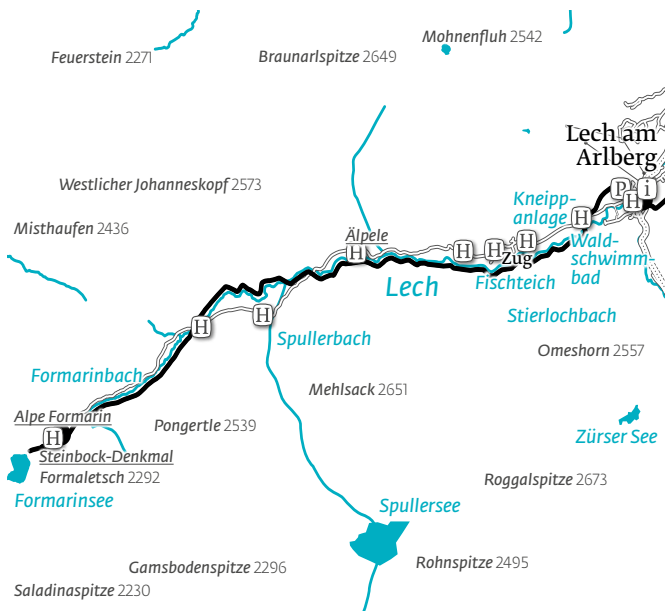 Mohnenfluh 2542
Feuerstein 2271
Braunarlspitze 2649
Lech am
Arlberg
P
i
H
Westlicher Johanneskopf 2573
Kneipp-
anlage
H
Misthaufen 2436
Älpele
H
H
H
H
Zug
Wald-
schwimm-
bad
Lech
Fischteich
Stierlochbach
H
H
Spullerbach
Omeshorn 2557
Formarinbach
Mehlsack 2651
Alpe Formarin
H
Pongertle 2539
Zürser See
Steinbock-Denkmal
Formaletsch 2292
Formarinsee
Roggalspitze 2673
Spullersee
Gamsbodenspitze 2296
Rohnspitze 2495
Saladinaspitze 2230